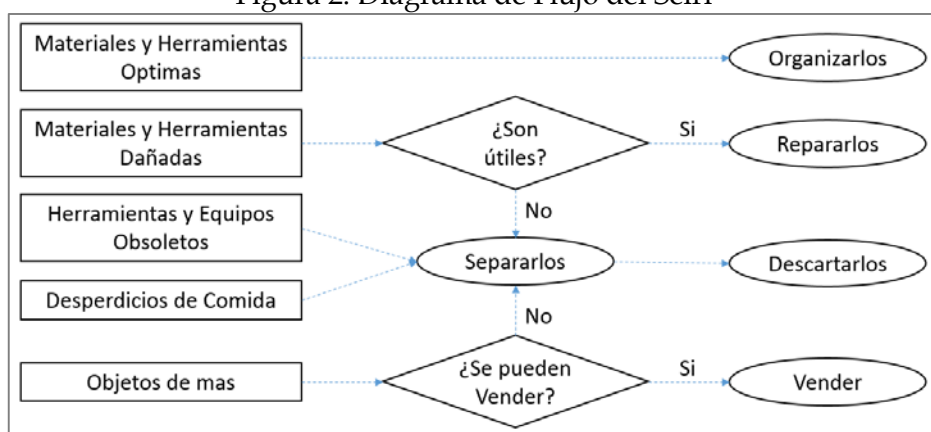 Figura 2. Diagrama de Flujo del Seiri
Materiales y Herramientas
Optimas
Organizarlos
Materiales y Herramientas
Dañadas
¿Son
útiles?
Si
Repararlos
No
Herramientas y Equipos
Obsoletos
Separarlos
Descartarlos
Desperdicios de Comida
No
Objetos de mas
¿Se pueden
Vender?
Si
Vender